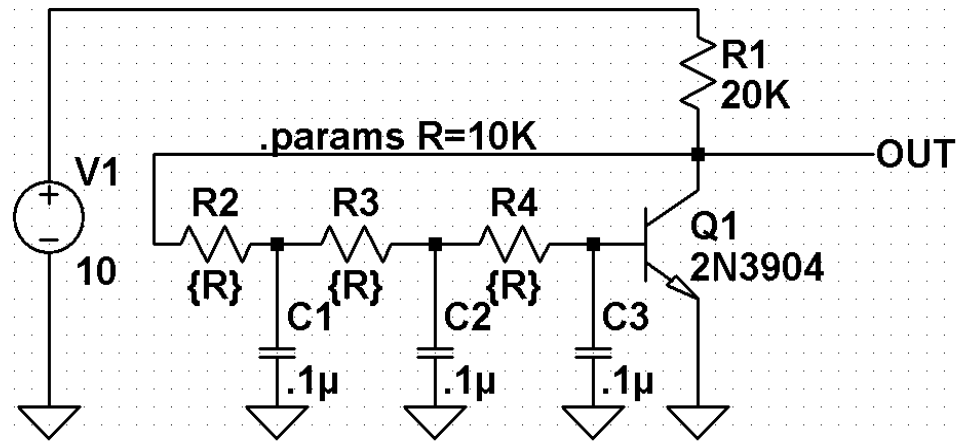 R1
20K
.params R=10K
OUT
V1
10
R2
{R}
R3
{R}
R4
{R}
Q1
2N3904
C1
.1µ
C2
.1µ
C3
.1µ